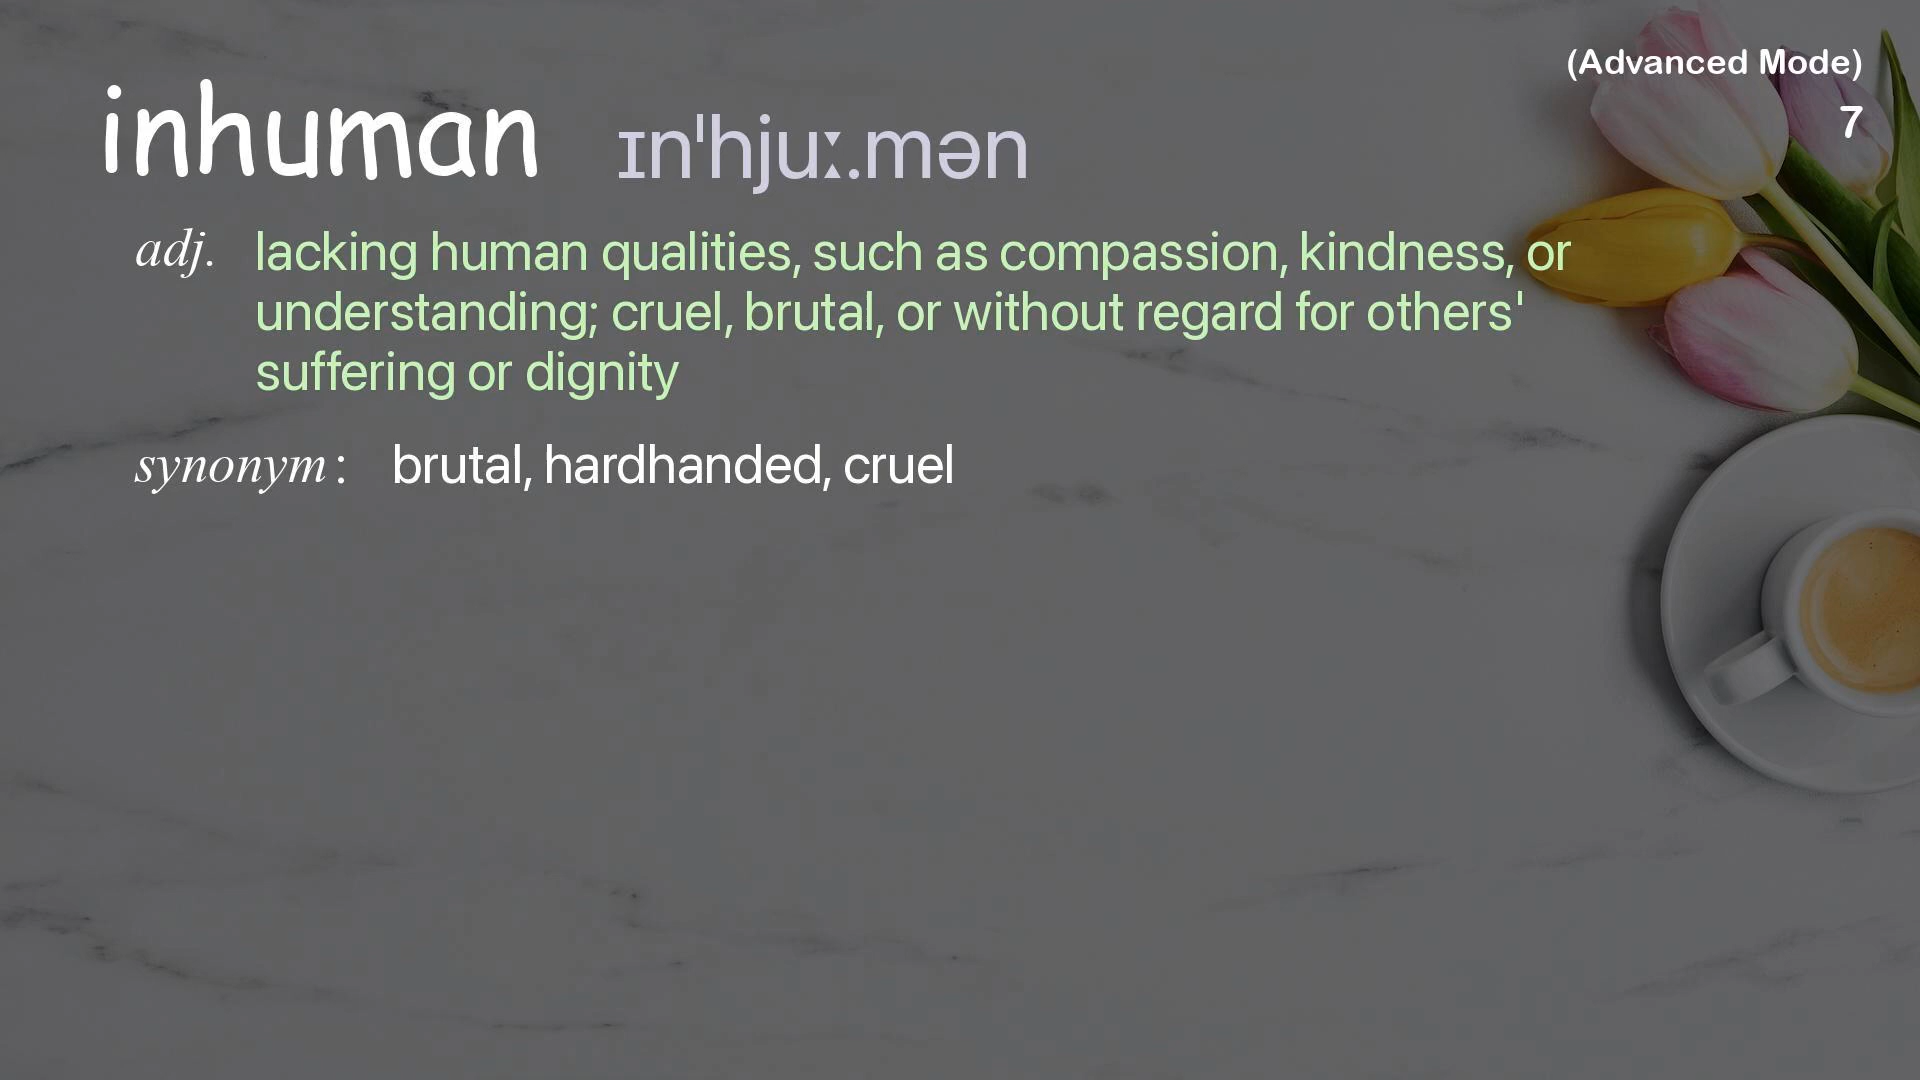 (Advanced Mode)
7
inhuman ɪnˈhjuː.mən
adj. lacking human qualities, such as compassion, kindness, or
understanding; cruel, brutal, or without regard for others'
suffering or dignity
synonym: brutal, hardhanded, cruel